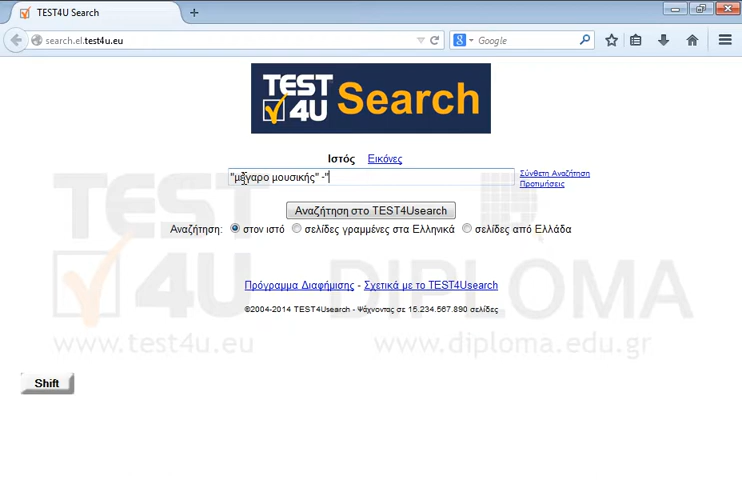 TEST4U Search
search.el.test4u.eu
Google
TEST 4U Search
Ιστός Εικόνες
"μέγαρο μουσικής" -"
Σύνθετη Αναζήτηση
Προτιμήσεις
Αναζήτηση στο TEST4Usearch
Αναζήτηση: στον ιστό σελίδες γραμμένες στα Ελληνικά σελίδες από Ελλάδα
TEST 4U DIPLOMA
Πρόγραμμα Διαφήμισης - Σχετικά με το TEST4Usearch
©2004-2014 TEST4Usearch - Ψάχνοντας σε 15.234.567.890 σελίδες
www.test4u.eu www.diploma.edu.gr
Shift